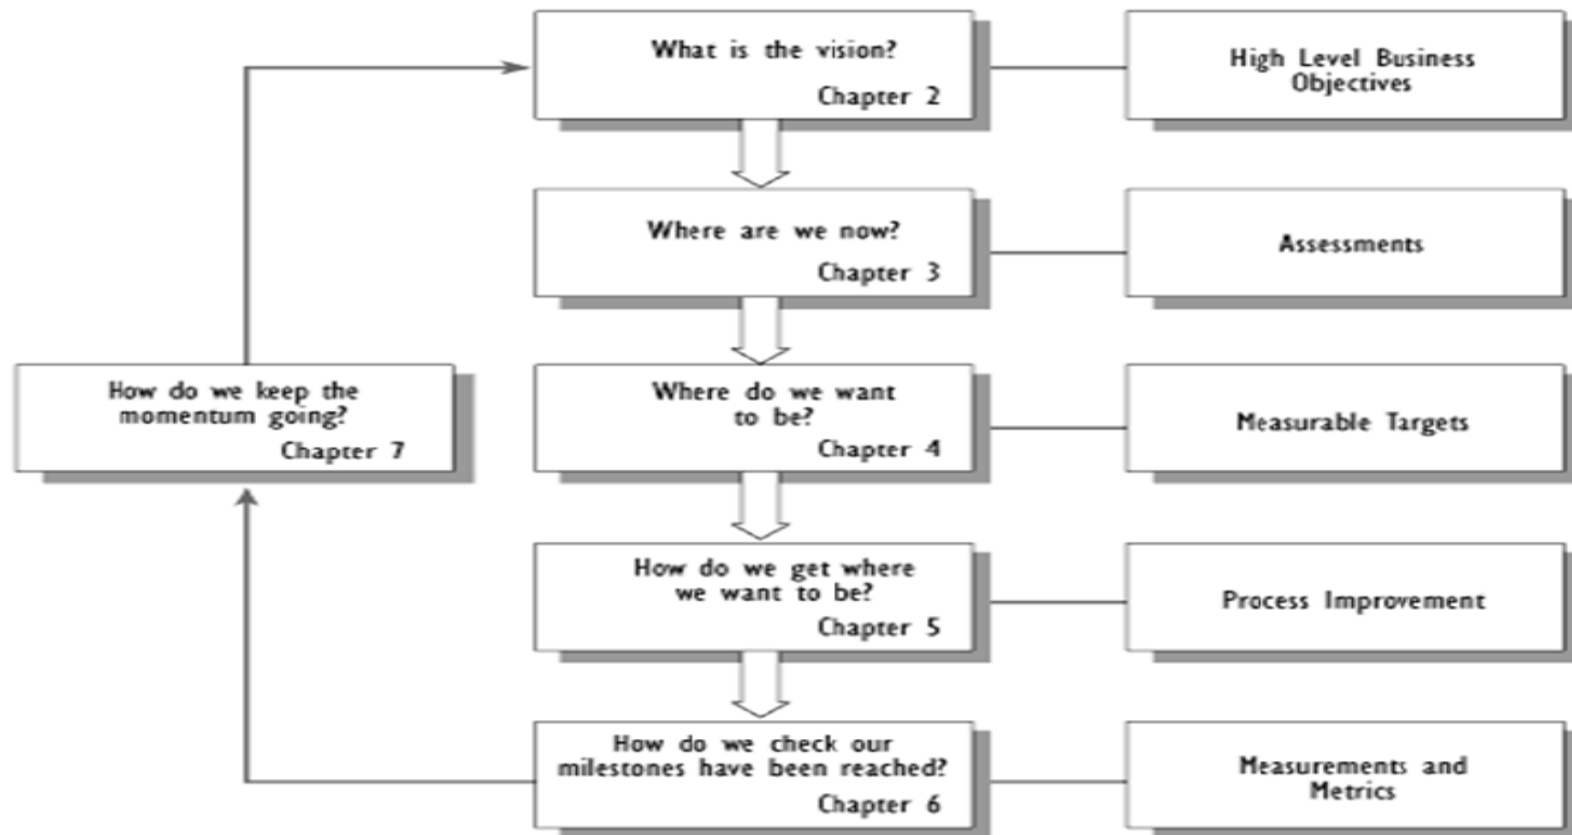 What is the vision?
Chapter 2
High Level Business
Objectives
Where are we now?
Chapter 3
Assessments
How do we keep the
momentum going?
Chapter 7
Where do we want
to be?
Chapter 4
Measurable Targets
How do we get where
we want to be?
Chapter 5
Process Improvement
How do we check our
milestones have been reached?
Chapter 6
Measurements and
Metrics